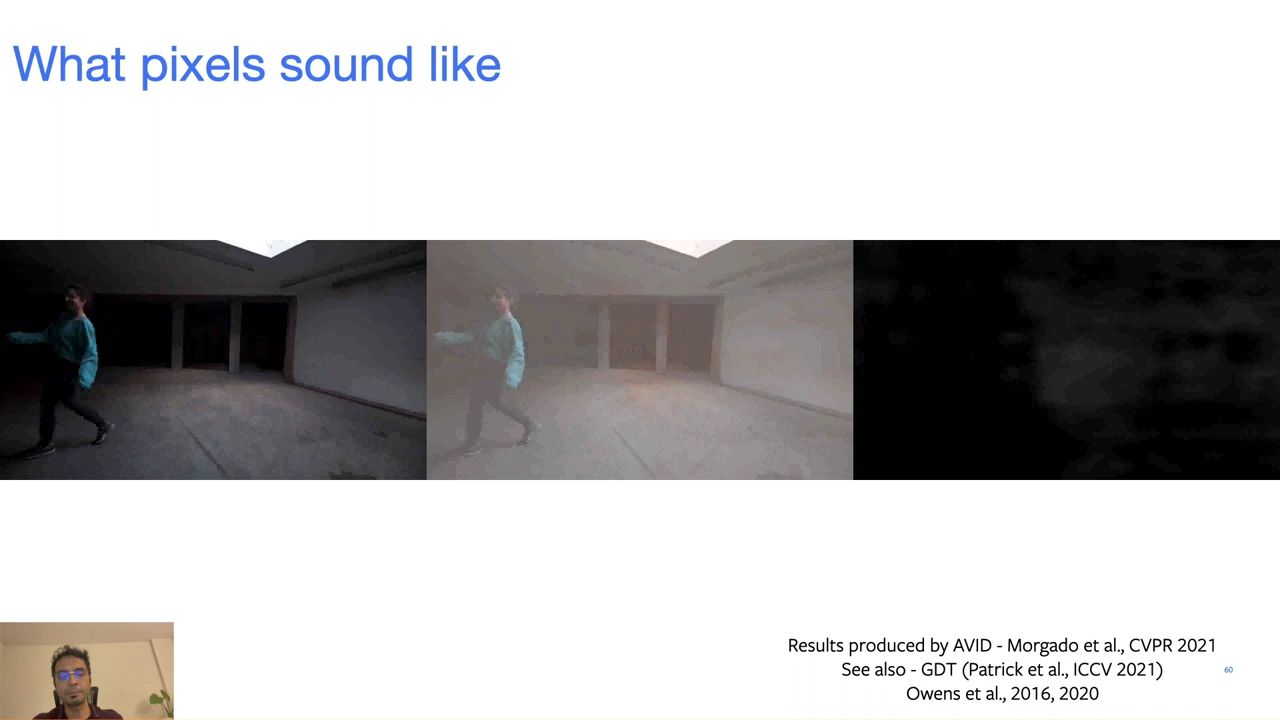 What pixels sound like
Results produced by AVID - Morgado et al., CVPR 2021
See also - GDT (Patrick et al., ICCV 2021)
60
Owens et al., 2016, 2020